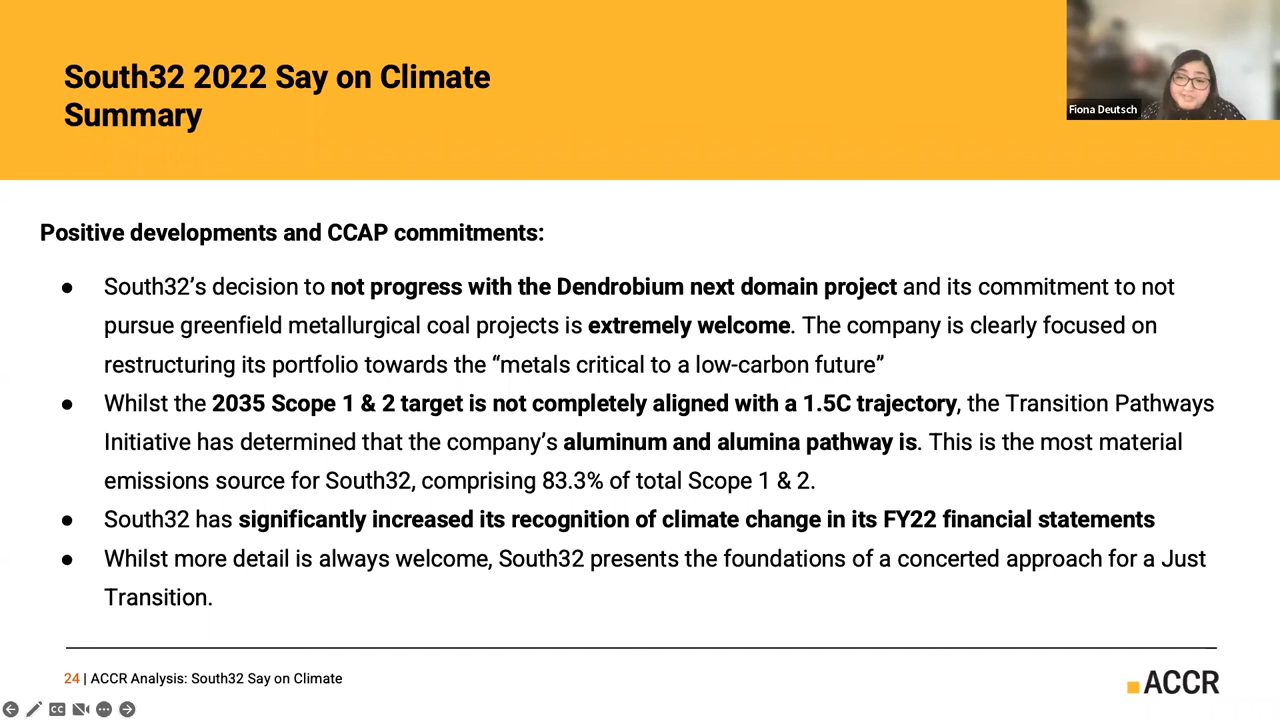 South32 2022 Say on Climate
Summary
Fiona Deutsch
Positive developments and CCAP commitments:
● South32’s decision to not progress with the Dendrobium next domain project and its commitment to not
pursue greenfield metallurgical coal projects is extremely welcome. The company is clearly focused on
restructuring its portfolio towards the “metals critical to a low-carbon future”
● Whilst the 2035 Scope 1 & 2 target is not completely aligned with a 1.5C trajectory, the Transition Pathways
Initiative has determined that the company’s aluminum and alumina pathway is. This is the most material
emissions source for South32, comprising 83.3% of total Scope 1 & 2.
● South32 has significantly increased its recognition of climate change in its FY22 financial statements
● Whilst more detail is always welcome, South32 presents the foundations of a concerted approach for a Just
Transition.
24 | ACCR Analysis: South32 Say on Climate
ACCR
CC